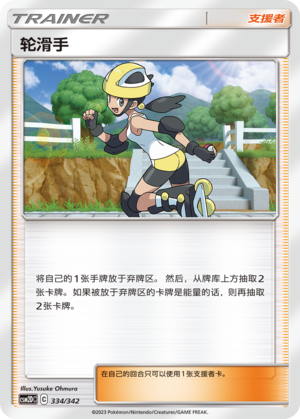 TRAINER
支援者
轮滑手
将自己的1张手牌放于弃牌区。 然后，从牌库上方抽取2
张卡牌。如果被放于弃牌区的卡牌是能量的话，则再抽取
2张卡牌。
Illus.Yusuke Ohmura
在自己的回合只可以使用1张支援者卡。
CSM2D C C 334/342
©2023 Pokémon/Nintendo/Creatures/GAME FREAK.